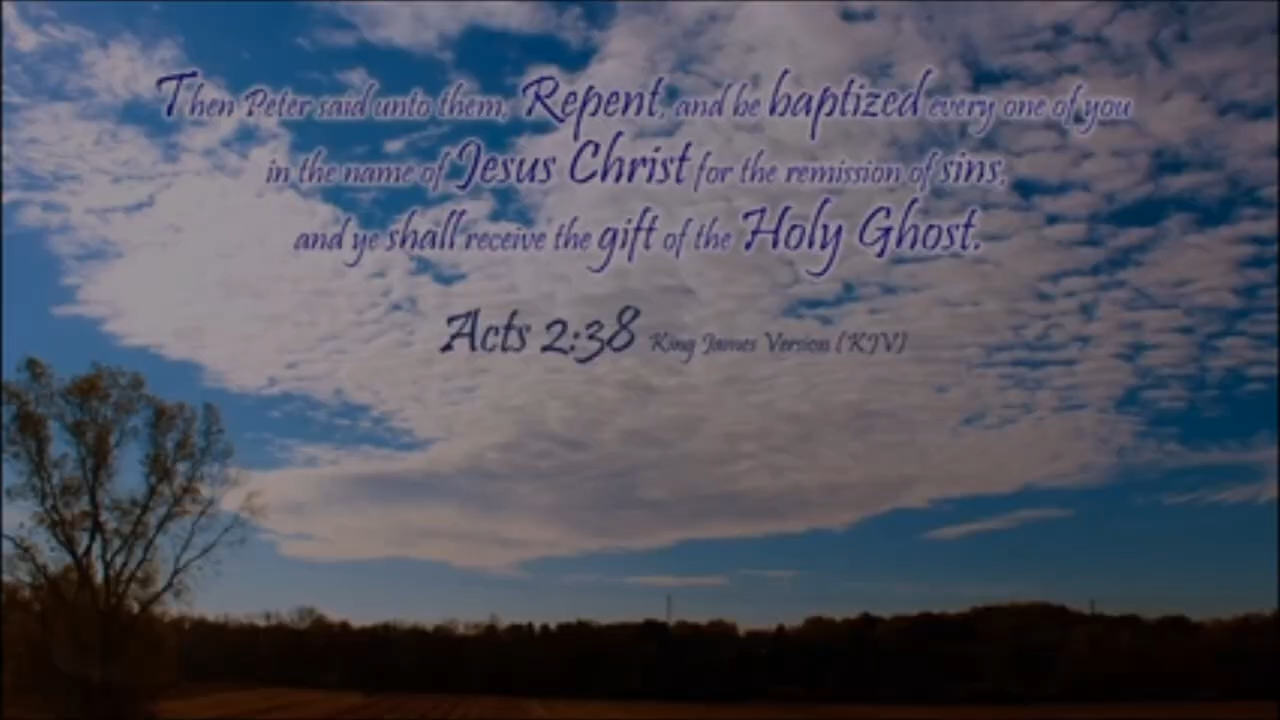 Then Peter said unto them, Repent, and be baptized every one of you
in the name of Jesus Christ for the remission of sins,
and ye shall receive the gift of the Holy Ghost.
Acts 2:38 King James Version (KJV)